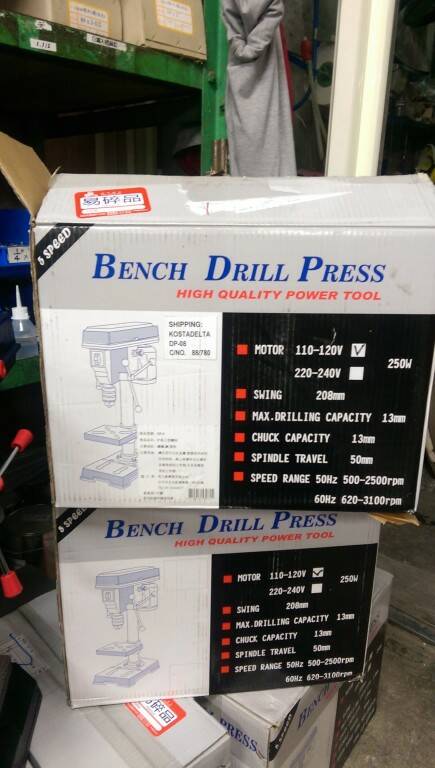 易碎品
5 SPEED
BENCH DRILL PRESS
HIGH QUALITY POWER TOOL
SHIPPING:
KOSTADELTA
DP-08
C/NO. 88/780
MOTOR 110-120V
220-240V
250W
SWING 208mm
MAX.DRILLING CAPACITY 13mm
CHUCK CAPACITY 13mm
SPINDLE TRAVEL 50mm
SPEED RANGE 50Hz 500-2500rpm
60Hz 620-3100rpm
5 SPEED
BENCH DRILL PRESS
HIGH QUALITY POWER TOOL
MOTOR 110-120V
220-240V
250W
SWING 208mm
MAX.DRILLING CAPACITY 13mm
CHUCK CAPACITY 13mm
SPINDLE TRAVEL 50mm
SPEED RANGE 50Hz 500-2500rpm
60Hz 620-3100rpm
PRESS